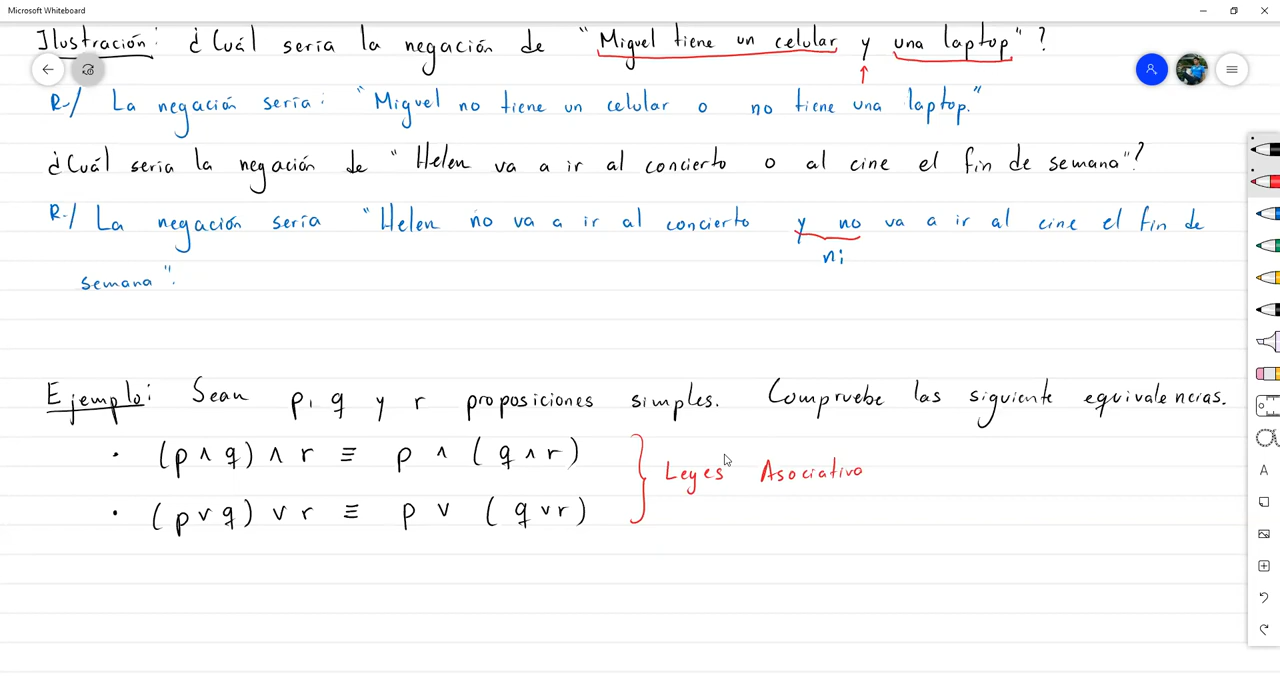 Microsoft Whiteboard
Ilustración: ¿Cuál sería la negación de "Miguel tiene un celular y una laptop"?
R-/ La negación sería: "Miguel no tiene un celular o no tiene una laptop."
¿Cuál sería la negación de "Helen va a ir al concierto o al cine el fin de semana"?
R-/ La negación sería "Helen no va a ir al concierto y no va a ir al cine el fin de
ni
semana".
Ejemplo: Sean p, q y r proposiciones simples. Compruebe las siguiente equivalencias.
· (p ∧ q) ∧ r ≡ p ∧ (q ∧ r)
Leyes Asociativo
· (p ∨ q) ∨ r ≡ p ∨ (q ∨ r)
A